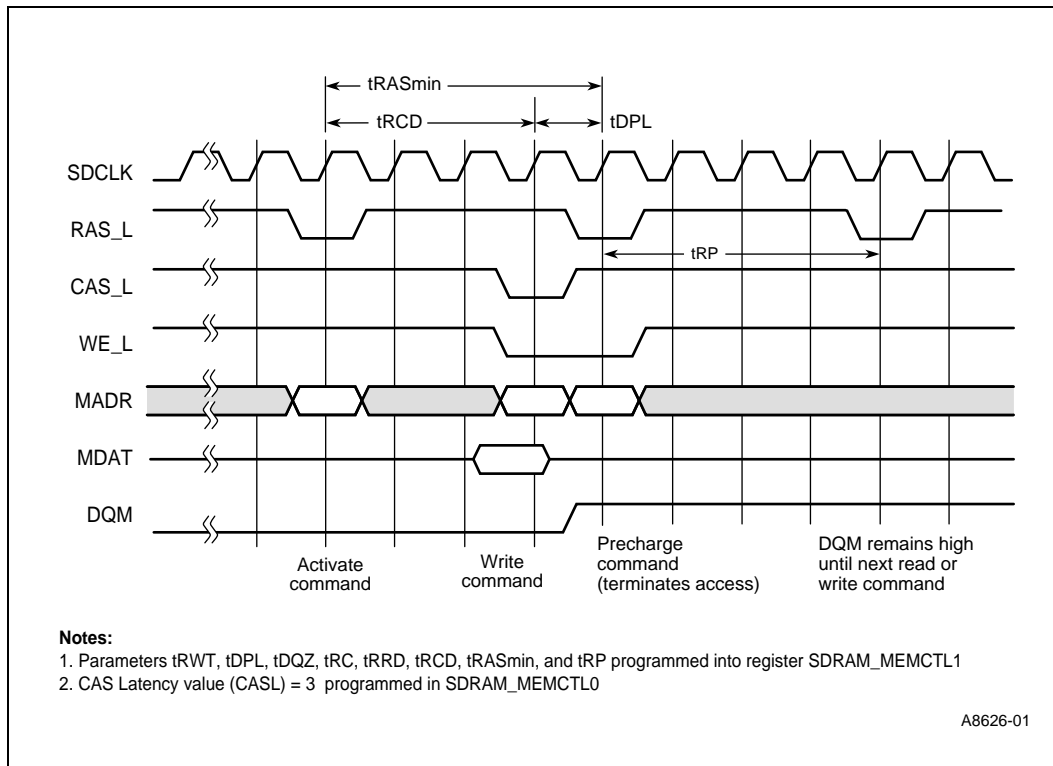 tRASmin
tRCD
tDPL
SDCLK
RAS_L
tRP
CAS_L
WE_L
MADR
MDAT
DQM
Activate
command
Write
command
Precharge
command
(terminates access)
DQM remains high
until next read or
write command
Notes:
1. Parameters tRWT, tDPL, tDQZ, tRC, tRRD, tRCD, tRASmin, and tRP programmed into register SDRAM_MEMCTL1
2. CAS Latency value (CASL) = 3 programmed in SDRAM_MEMCTL0
A8626-01